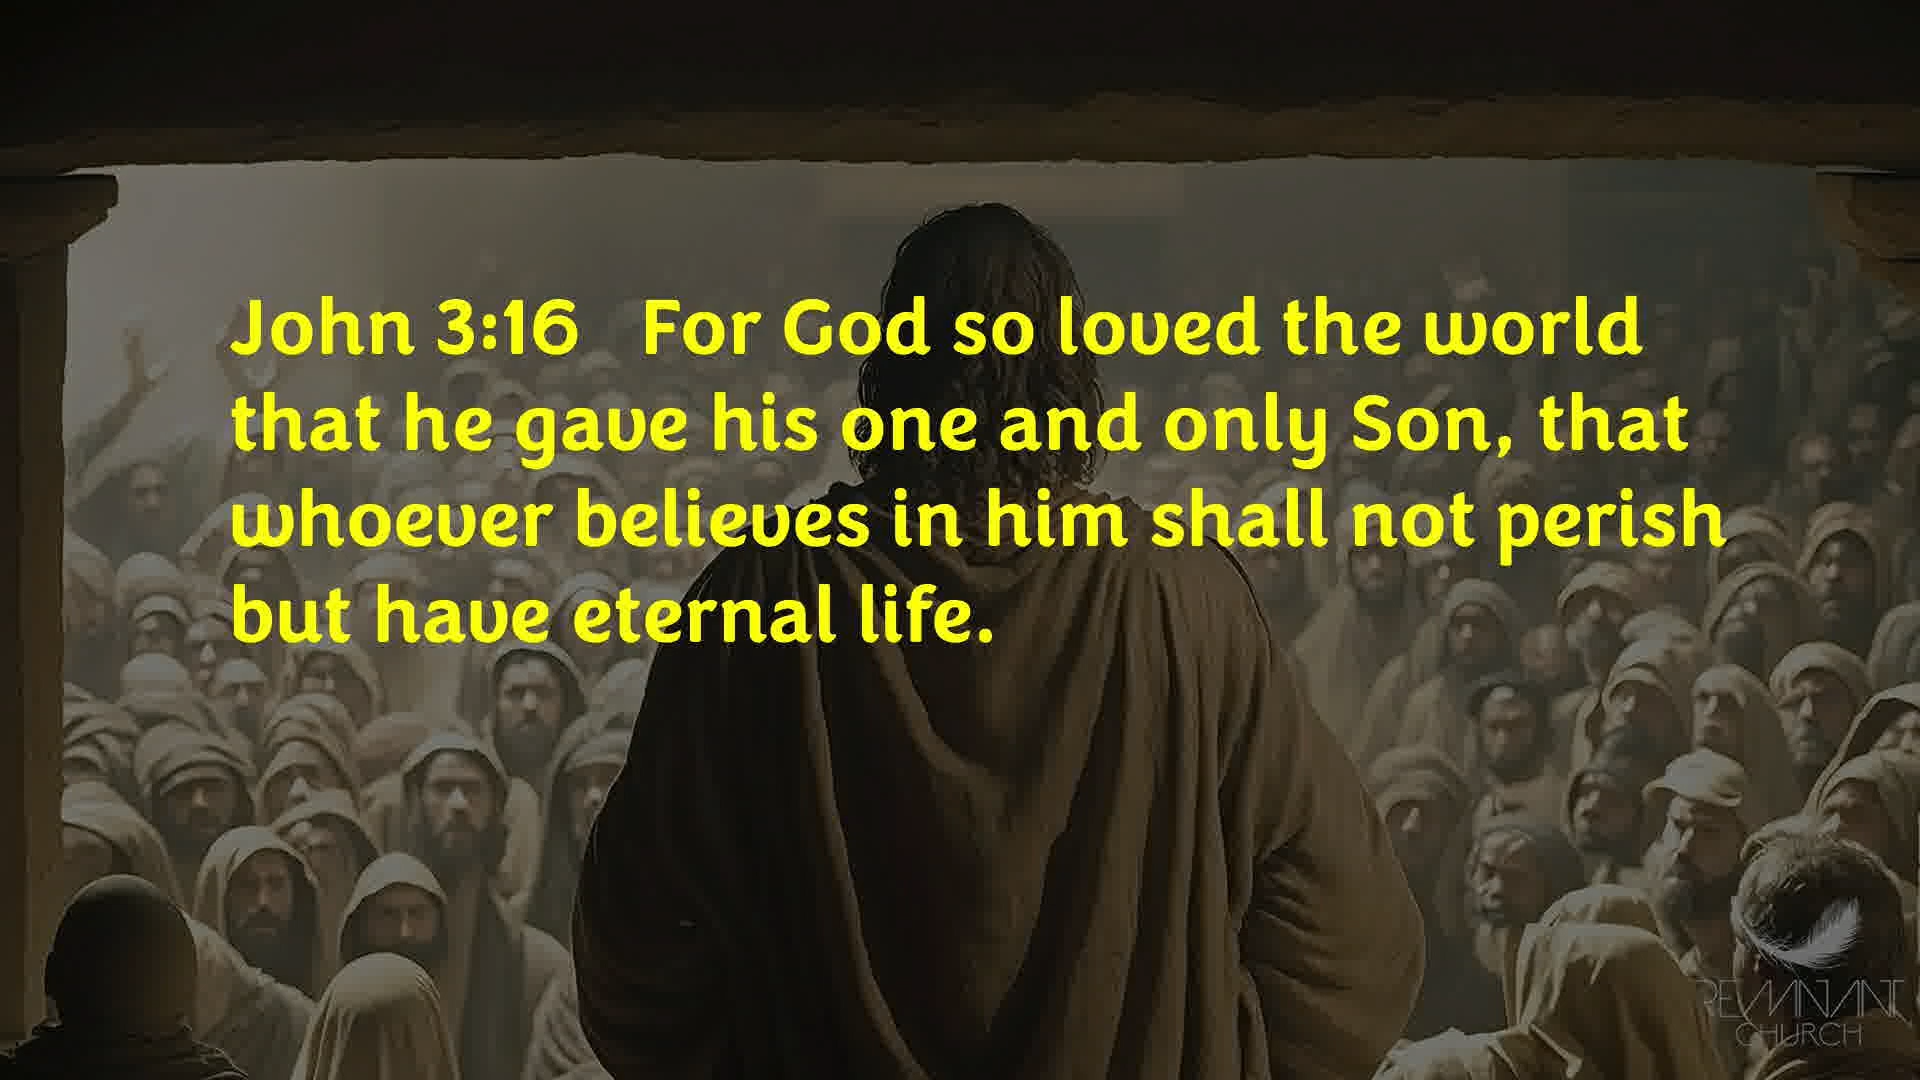 John 3:16   For God so loved the world
that he gave his one and only Son, that
whoever believes in him shall not perish
but have eternal life.
REMNANT
CHURCH